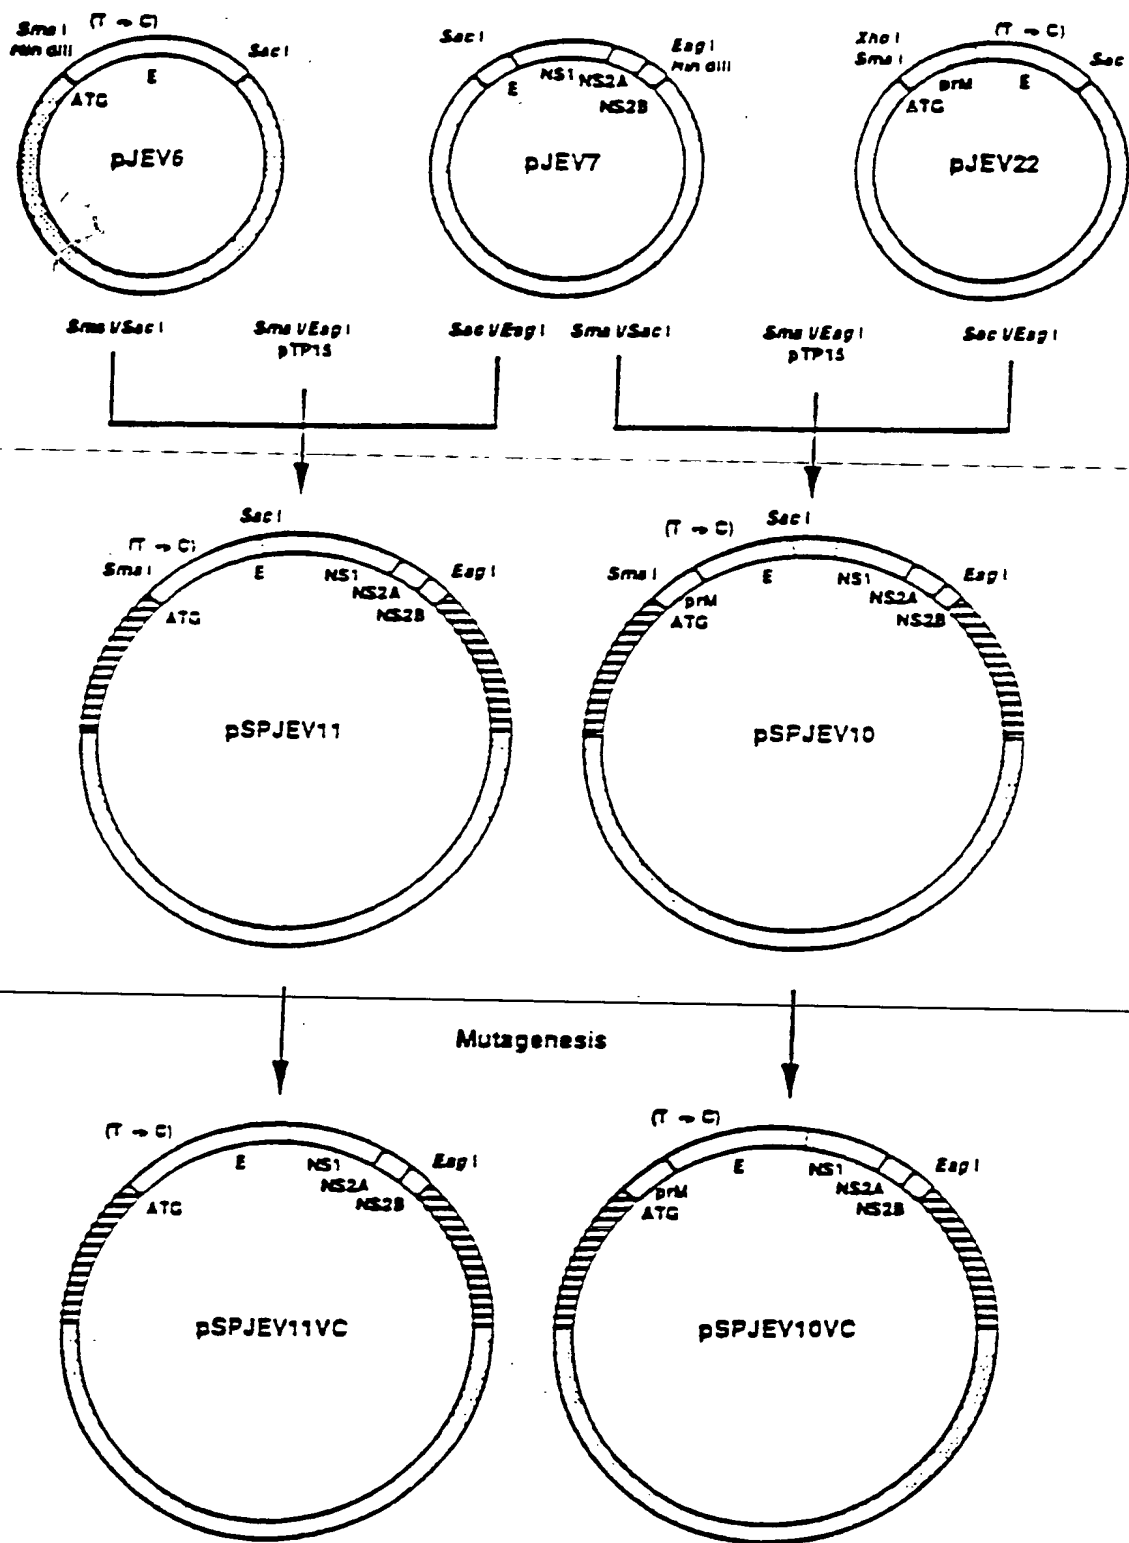 Sma I
Hin dIII
(T → C)
Sac I
E
ATG
pJEV6
Sac I
Eag I
Hin dIII
E
NS1
NS2A
NS2B
pJEV7
Xho I
Sma I
(T → C)
Sac
prM
E
ATG
pJEV22
Sma I/Sac I
Sma I/Eag I
pTP15
Sac I/Eag I
Sma I/Sac I
Sma I/Eag I
pTP15
Sac I/Eag I
Sac I
(T → C)
Sma I
E
NS1
Eag I
NS2A
ATG
NS2B
pSPJEV11
Sac I
(T → C)
Sma I
E
NS1
Eag I
prM
NS2A
ATG
NS2B
pSPJEV10
Mutagenesis
(T → C)
E
NS1
Eag I
NS2A
ATG
NS2B
pSPJEV11VC
(T → C)
E
NS1
Eag I
prM
NS2A
ATG
NS2B
pSPJEV10VC